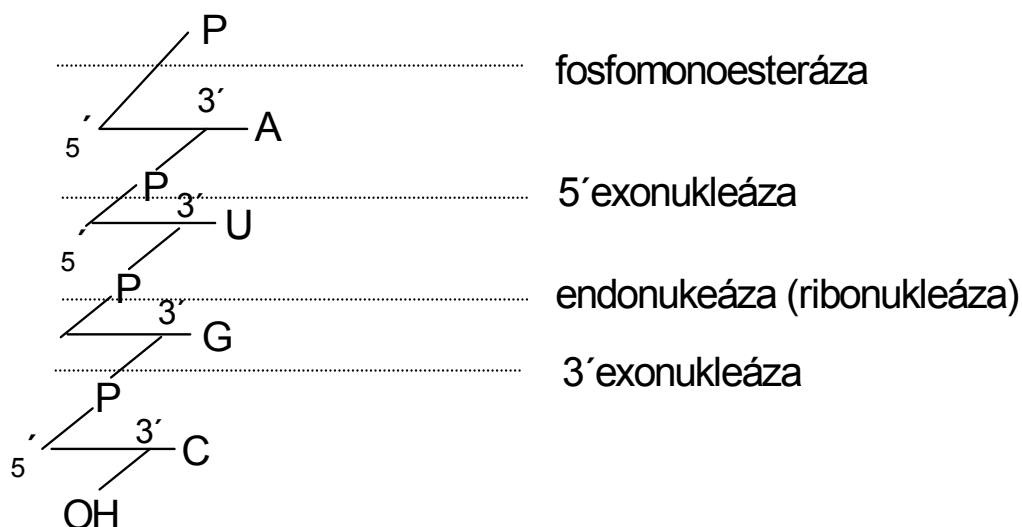 P
fosfomonoesteráza
3´
5´
A
P
5´exonukleáza
3´
5´
U
P
endonukeáza (ribonukleáza)
3´
G
3´exonukleáza
P
3´
5´
C
OH